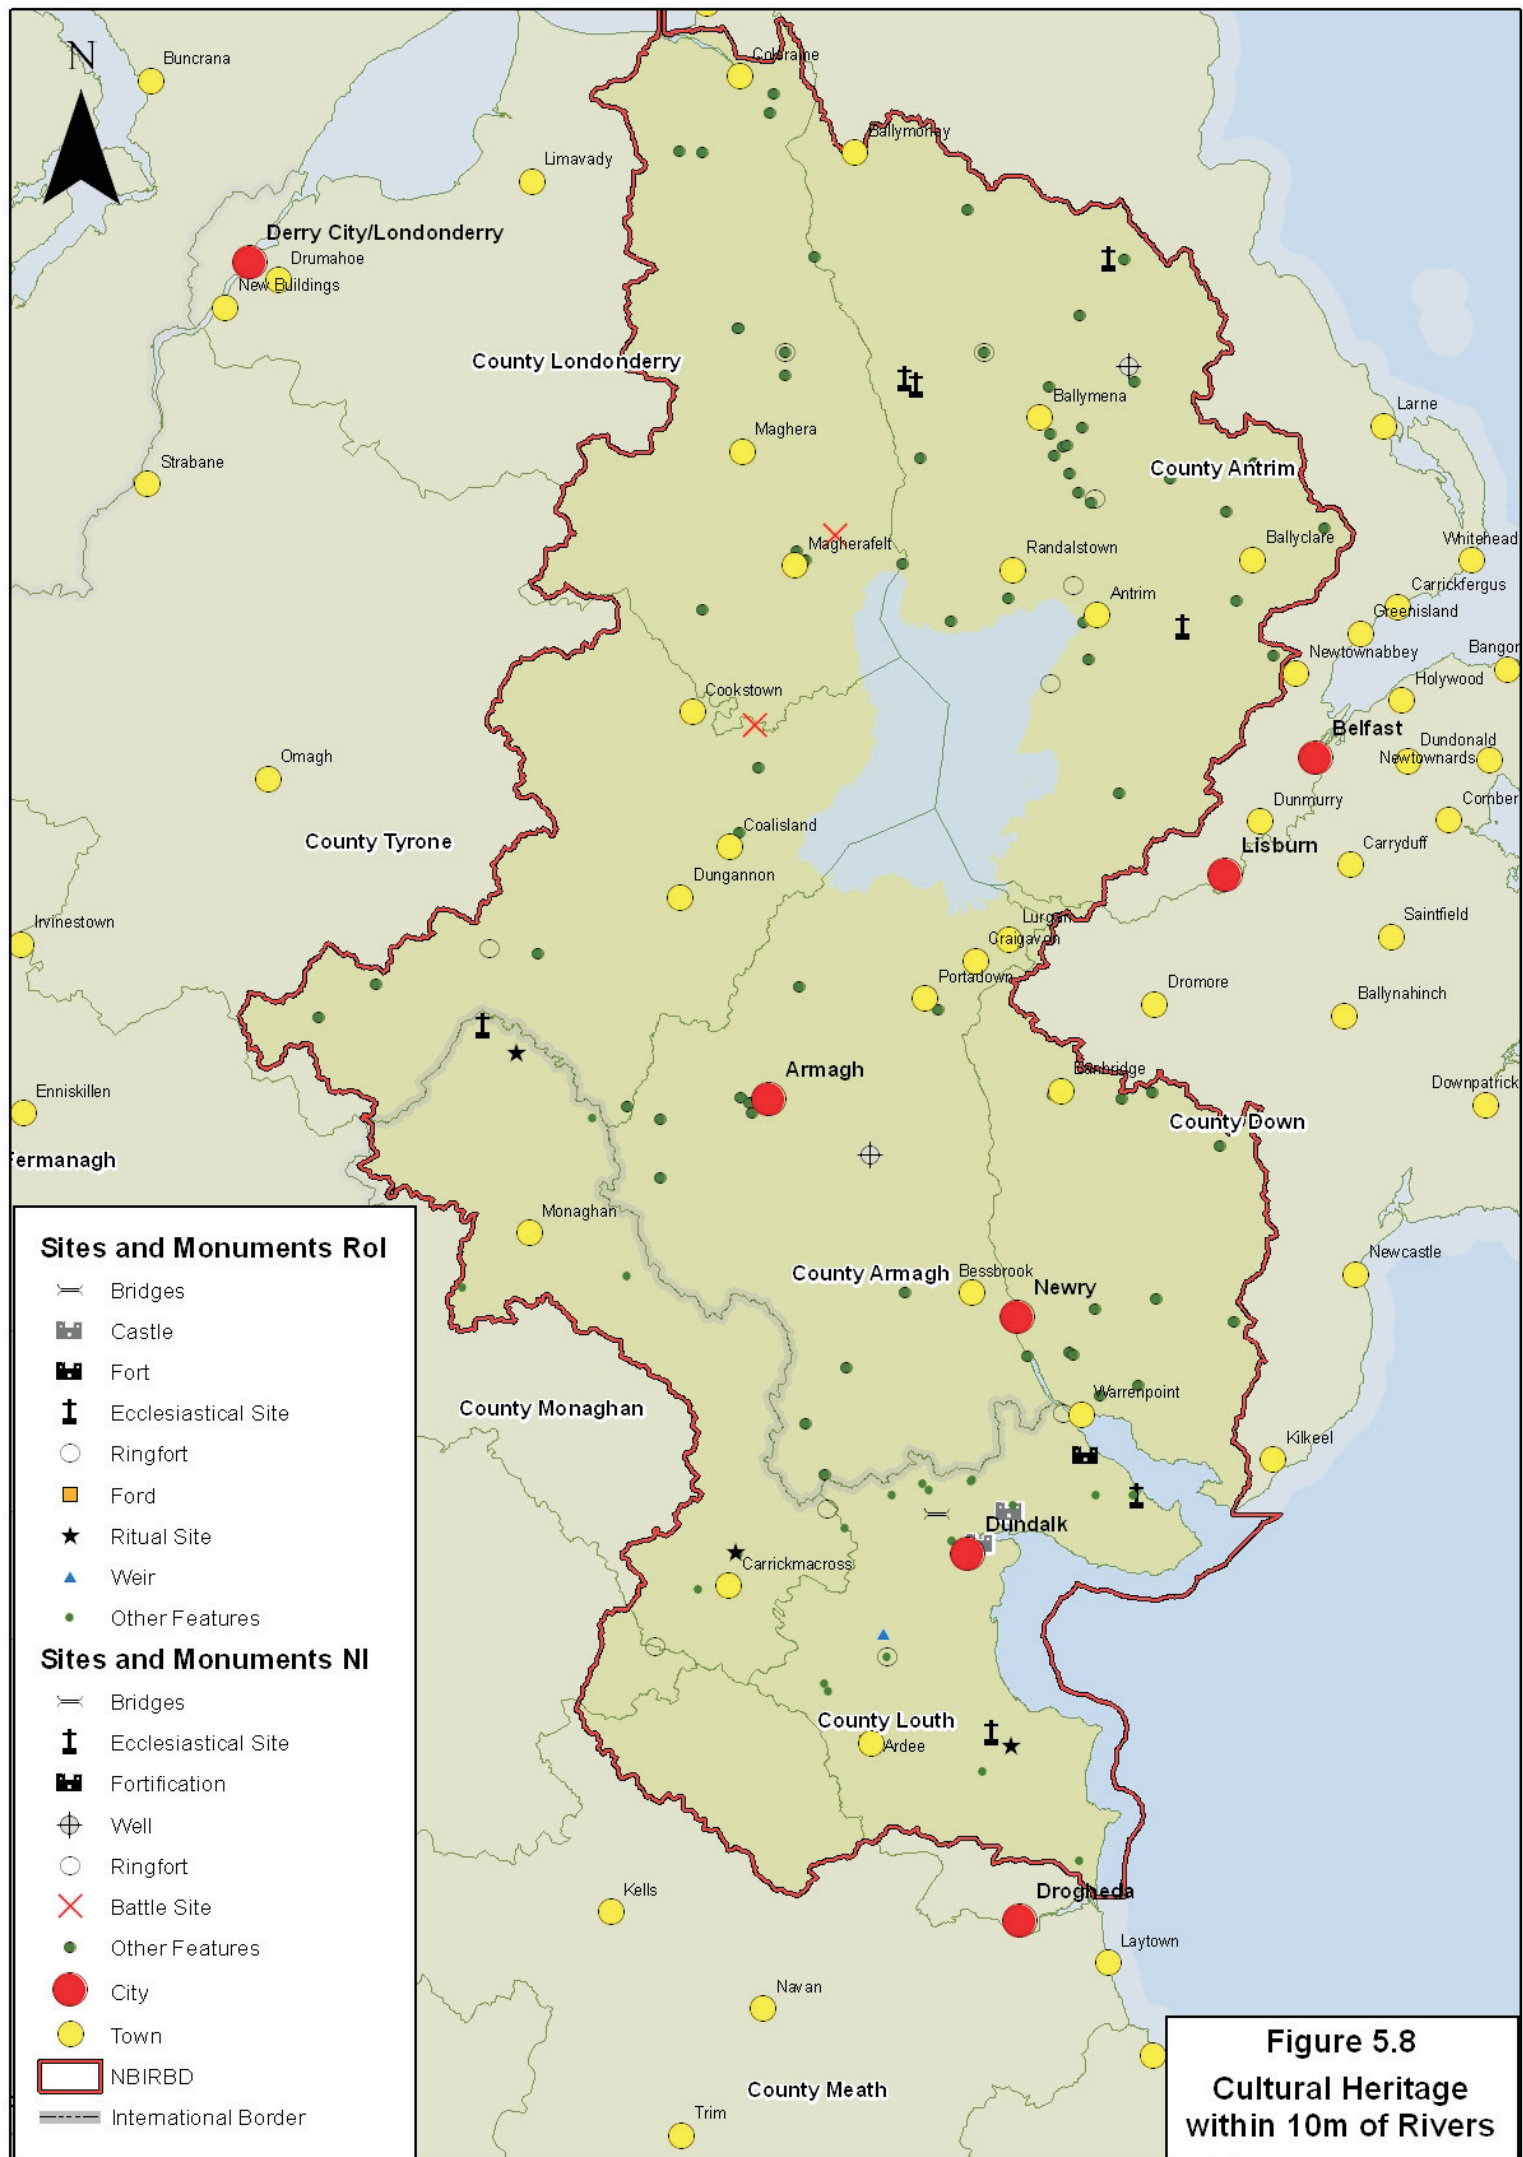 N
Buncrana
Coleraine
Ballymoney
Limavady
Derry City/Londonderry
Drumahoe
New Buildings
County Londonderry
Ballymena
Larne
Maghera
Strabane
County Antrim
Magherafelt
Randalstown
Ballyclare
Whitehead
Carrickfergus
Antrim
Greenisland
Newtownabbey
Bangor
Holywood
Cookstown
Belfast
Dundonald
Newtownards
Omagh
Dunmurry
Comber
Coalisland
County Tyrone
Lisburn
Carryduff
Dungannon
Irvinestown
Lurgan
Saintfield
Craigavon
Portadown
Dromore
Ballynahinch
Armagh
Banbridge
Enniskillen
Downpatrick
County Down
Fermanagh
Monaghan
Newcastle
County Armagh
Bessbrook
Newry
County Monaghan
Warrenpoint
Kilkeel
Dundalk
Carrickmacross
County Louth
Ardee
Kells
Drogheda
Laytown
Navan
County Meath
Trim
Sites and Monuments RoI
Bridges
Castle
Fort
Ecclesiastical Site
Ringfort
Ford
Ritual Site
Weir
Other Features
Sites and Monuments NI
Bridges
Ecclesiastical Site
Fortification
Well
Ringfort
Battle Site
Other Features
City
Town
NBIRBD
International Border
Figure 5.8
Cultural Heritage
within 10m of Rivers